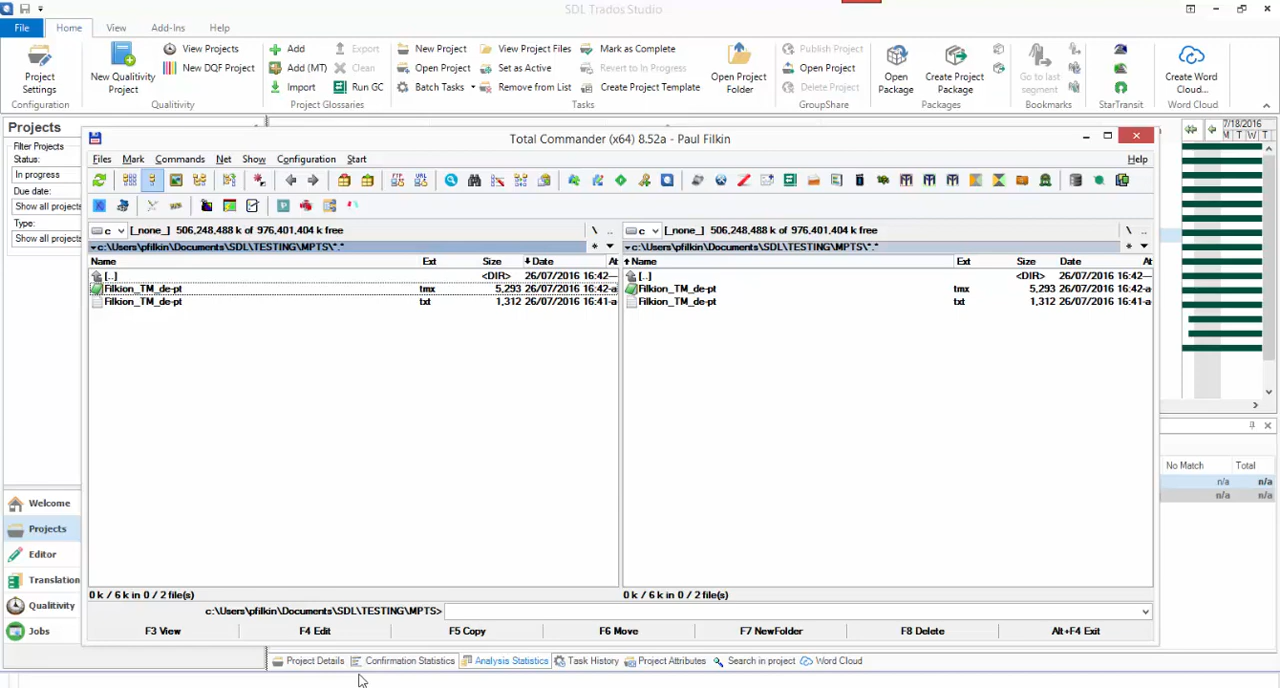 SDL Trados Studio
File Home View Add-Ins Help
Project Settings
Configuration
New Qualitivity Project
View Projects
New DQF Project
Qualitivity
Add Export
Add (MT) Clean
Import Run GC
Project Glossaries
New Project View Project Files Mark as Complete
Open Project Set as Active Revert to In Progress
Batch Tasks Remove from List Create Project Template
Open Project Folder
Tasks
Publish Project
Open Project
Delete Project
GroupShare
Open Package
Create Project Package
Packages
Go to last segment
Bookmarks
StarTransit
Create Word Cloud...
Word Cloud
Projects
Filter Projects
Status:
In progress
Due date:
Show all projects
Type:
Show all projects
7/18/2016
M T W T
Total Commander (x64) 8.52a - Paul Filkin
Files Mark Commands Net Show Configuration Start Help
c [_none_] 506,248,488 k of 976,401,404 k free \ ..
c [_none_] 506,248,488 k of 976,401,404 k free \ ..
c:\Users\pfilkin\Documents\SDL\TESTING\MPTS\*.* *
c:\Users\pfilkin\Documents\SDL\TESTING\MPTS\*.* *
Name Ext Size Date At
[..] <DIR> 26/07/2016 16:42—
Filkion_TM_de-pt tmx 5,293 26/07/2016 16:42-a
Filkion_TM_de-pt txt 1,312 26/07/2016 16:41-a
Name Ext Size Date At
[..] <DIR> 26/07/2016 16:42—
Filkion_TM_de-pt tmx 5,293 26/07/2016 16:42-a
Filkion_TM_de-pt txt 1,312 26/07/2016 16:41-a
0 k / 6 k in 0 / 2 file(s)
0 k / 6 k in 0 / 2 file(s)
c:\Users\pfilkin\Documents\SDL\TESTING\MPTS>
F3 View F4 Edit F5 Copy F6 Move F7 NewFolder F8 Delete Alt+F4 Exit
No Match Total
n/a n/a
n/a n/a
Welcome
Projects
Editor
Translation
Qualitivity
Jobs
Project Details Confirmation Statistics Analysis Statistics Task History Project Attributes Search in project Word Cloud